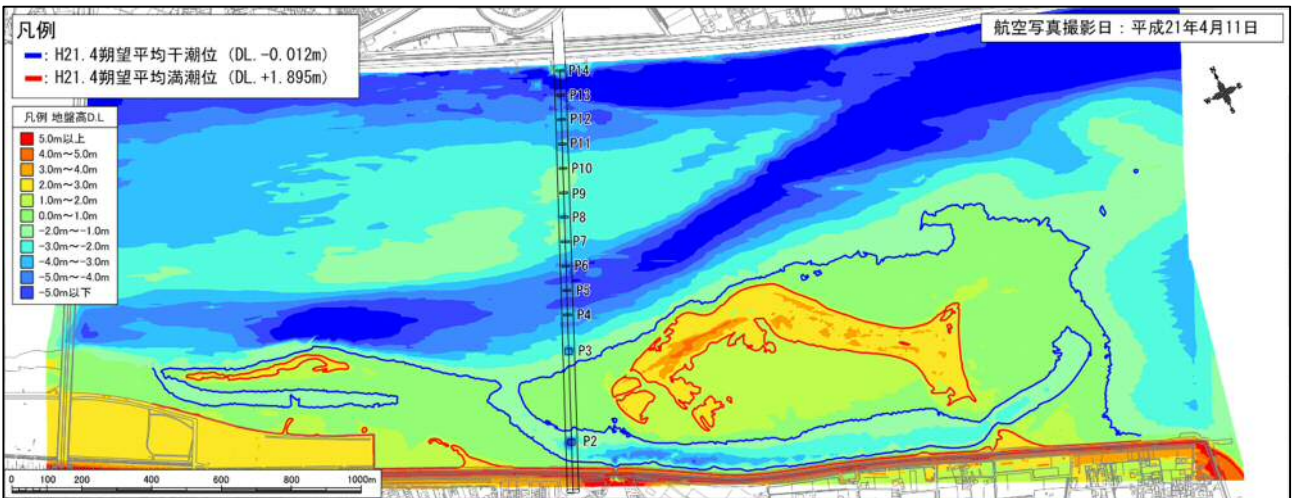 凡例
: H21.4朔望平均干潮位 (DL.-0.012m)
: H21.4朔望平均満潮位 (DL.+1.895m)
航空写真撮影日：平成21年4月11日
凡例 地盤高D.L
5.0m以上
4.0m～5.0m
3.0m～4.0m
2.0m～3.0m
1.0m～2.0m
0.0m～1.0m
-2.0m～-1.0m
-3.0m～-2.0m
-4.0m～-3.0m
-5.0m～-4.0m
-5.0m以下
P14
P13
P12
P11
P10
P9
P8
P7
P6
P5
P4
P3
P2
0 200 400 600 800 1000m